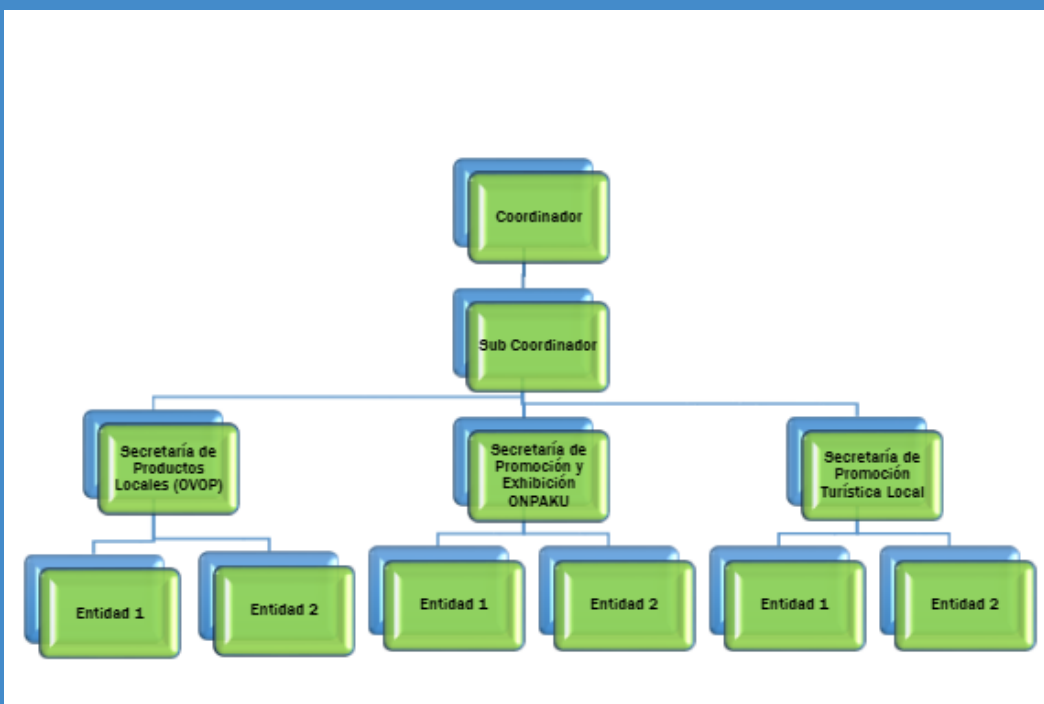 Coordinador
Sub Coordinador
Secretaría de
Productos
Locales (OVOP)
Secretaría de
Promoción y
Exhibición
ONPAKU
Secretaría de
Promoción
Turística Local
Entidad 1
Entidad 2
Entidad 1
Entidad 2
Entidad 1
Entidad 2